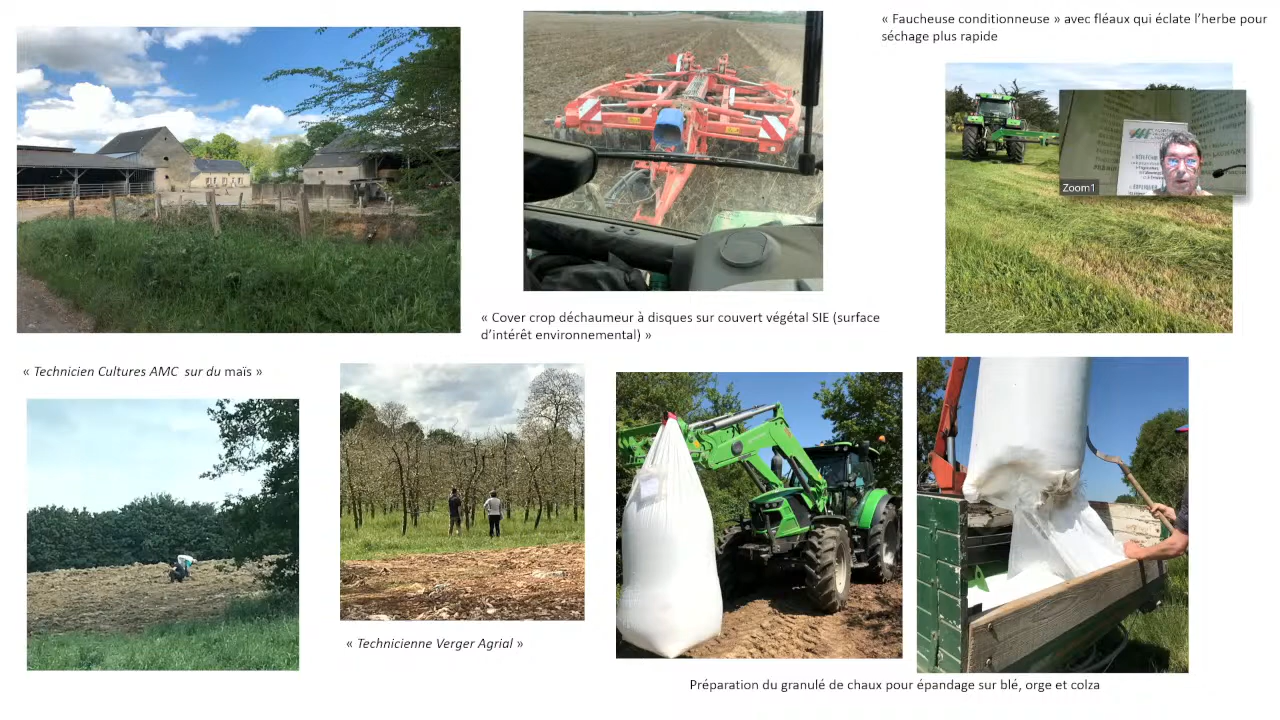 « Faucheuse conditionneuse » avec fléaux qui éclate l’herbe pour
séchage plus rapide
Zoom1
« Cover crop déchaumeur à disques sur couvert végétal SIE (surface
d’intérêt environnemental) »
« Technicien Cultures AMC sur du maïs »
« Technicienne Verger Agrial »
Préparation du granulé de chaux pour épandage sur blé, orge et colza